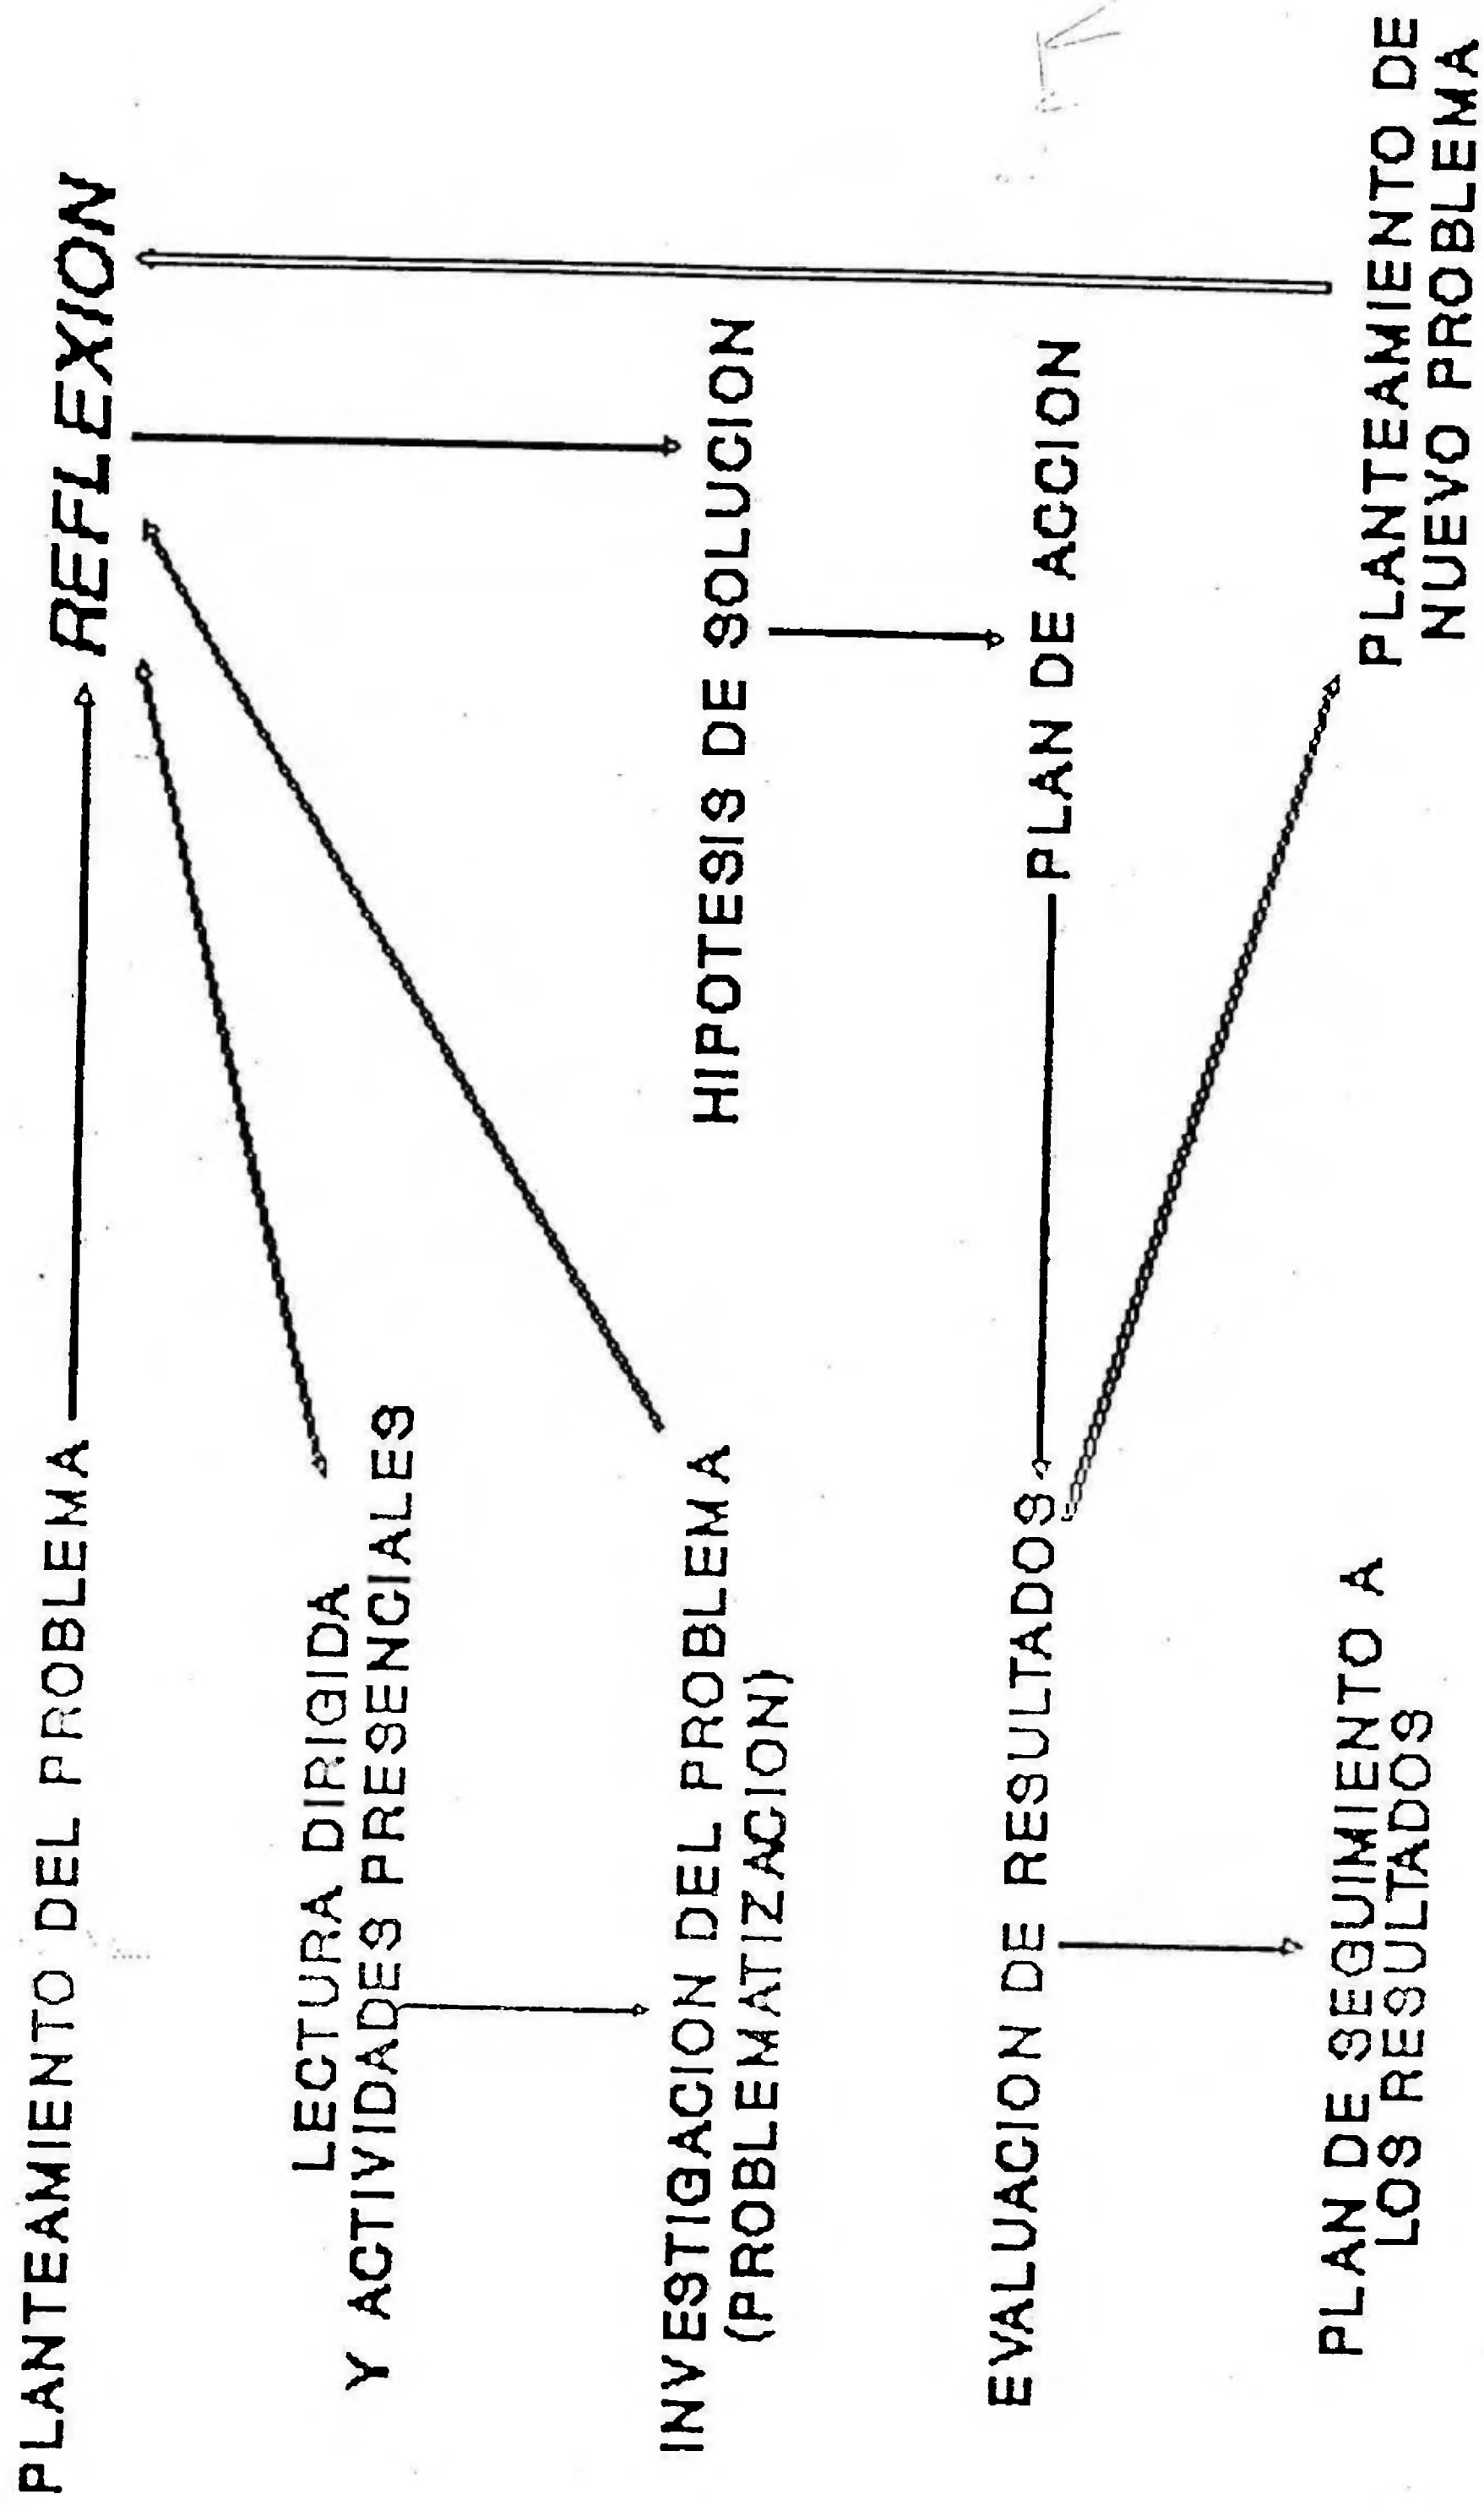 PLANTEAMIENTO DEL PROBLEMA
REFLEXION
LECTURA DIRIGIDA
Y ACTIVIDADES PRESENCIALES
INVESTIGACION DEL PROBLEMA
(PROBLEMATIZACION)
HIPOTESIS DE SOLUCION
EVALUACION DE RESULTADOS
PLAN DE ACCION
PLAN DE SEGUIMIENTO A
LOS RESULTADOS
PLANTEAMIENTO DE
NUEVO PROBLEMA